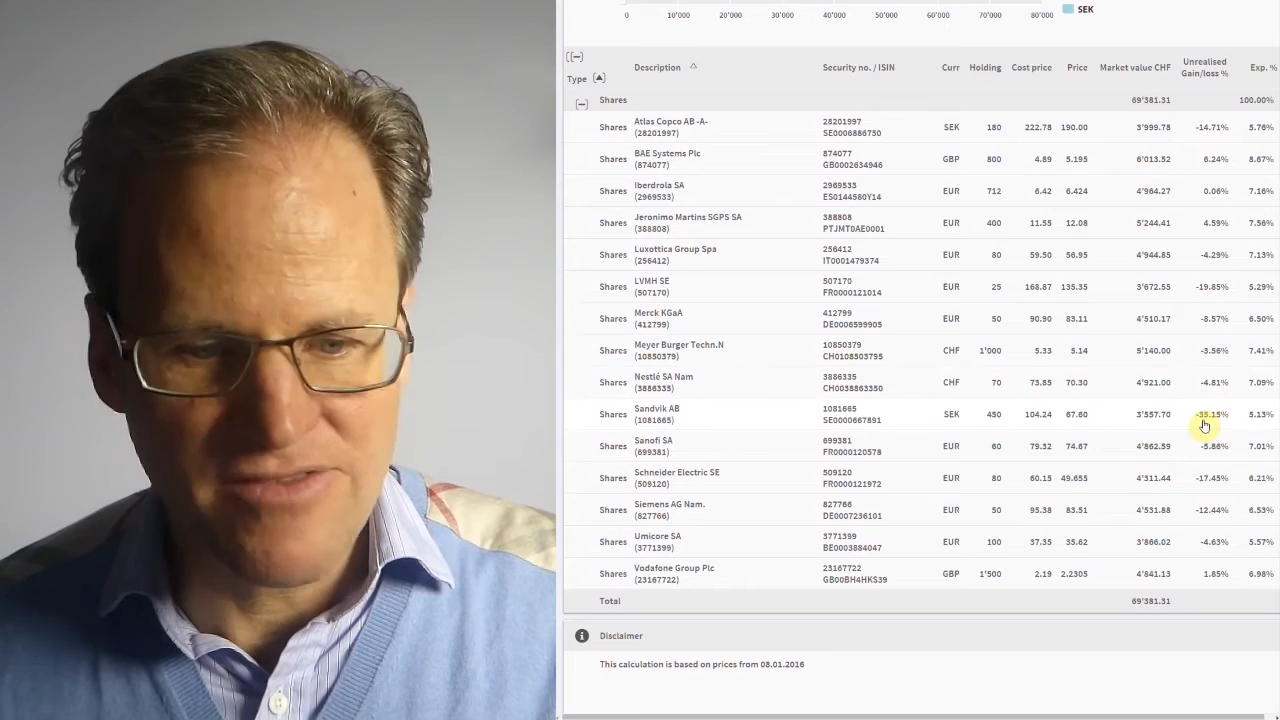 0 10'000 20'000 30'000 40'000 50'000 60'000 70'000 80'000 SEK
Type Description Security no. / ISIN Curr Holding Cost price Price Market value CHF Unrealised Gain/loss % Exp. %
Shares 69'381.31 100.00%
Shares Atlas Copco AB -A- 28201997 SEK 180 222.78 190.00 3'999.78 -14.71% 5.76%
(28201997) SE0006886750
Shares BAE Systems Plc 874077 GBP 800 4.89 5.195 6'013.52 6.24% 8.67%
(874077) GB0002634946
Shares Iberdrola SA 2969533 EUR 712 6.42 6.424 4'964.27 0.06% 7.16%
(2969533) ES0144580Y14
Shares Jeronimo Martins SGPS SA 388808 EUR 400 11.55 12.08 5'244.41 4.59% 7.56%
(388808) PTJMT0AE0001
Shares Luxottica Group Spa 256412 EUR 80 59.50 56.95 4'944.85 -4.29% 7.13%
(256412) IT0001479374
Shares LVMH SE 507170 EUR 25 168.87 135.35 3'672.55 -19.85% 5.29%
(507170) FR0000121014
Shares Merck KGaA 412799 EUR 50 90.90 83.11 4'510.17 -8.57% 6.50%
(412799) DE0006599905
Shares Meyer Burger Techn.N 10850379 CHF 1'000 5.33 5.14 5'140.00 -3.56% 7.41%
(10850379) CH0108503795
Shares Nestlé SA Nam 3886335 CHF 70 73.85 70.30 4'921.00 -4.81% 7.09%
(3886335) CH0038863350
Shares Sandvik AB 1081665 SEK 450 104.24 67.60 3'557.70 -35.15% 5.13%
(1081665) SE0000667891
Shares Sanofi SA 699381 EUR 60 79.32 74.67 4'862.59 -5.86% 7.01%
(699381) FR0000120578
Shares Schneider Electric SE 509120 EUR 80 60.15 49.655 4'311.44 -17.45% 6.21%
(509120) FR0000121972
Shares Siemens AG Nam. 827766 EUR 50 95.38 83.51 4'531.88 -12.44% 6.53%
(827766) DE0007236101
Shares Umicore SA 3771399 EUR 100 37.35 35.62 3'866.02 -4.63% 5.57%
(3771399) BE0003884047
Shares Vodafone Group Plc 23167722 GBP 1'500 2.19 2.2305 4'841.13 1.85% 6.98%
(23167722) GB00BH4HKS39
Total 69'381.31
Disclaimer
This calculation is based on prices from 08.01.2016